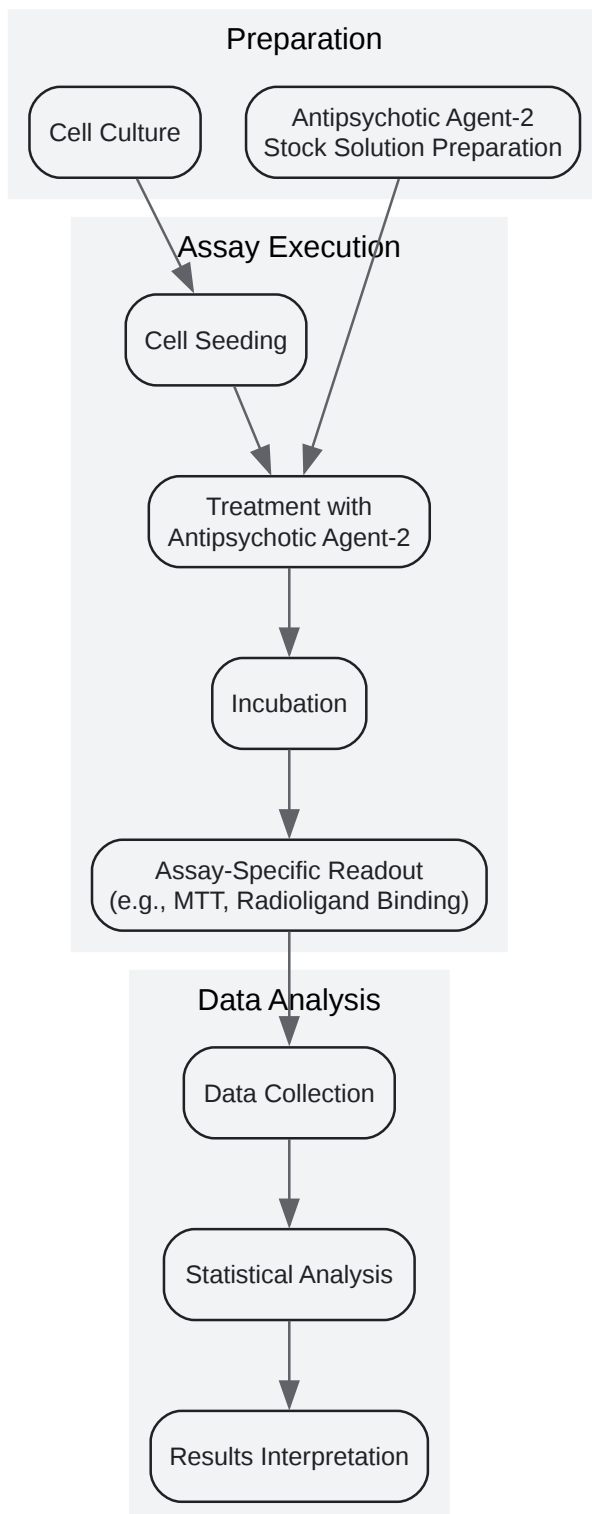 Preparation
Cell Culture
Antipsychotic Agent-2
Stock Solution Preparation
Assay Execution
Cell Seeding
Treatment with
Antipsychotic Agent-2
Incubation
Assay-Specific Readout
(e.g., MTT, Radioligand Binding)
Data Analysis
Data Collection
Statistical Analysis
Results Interpretation